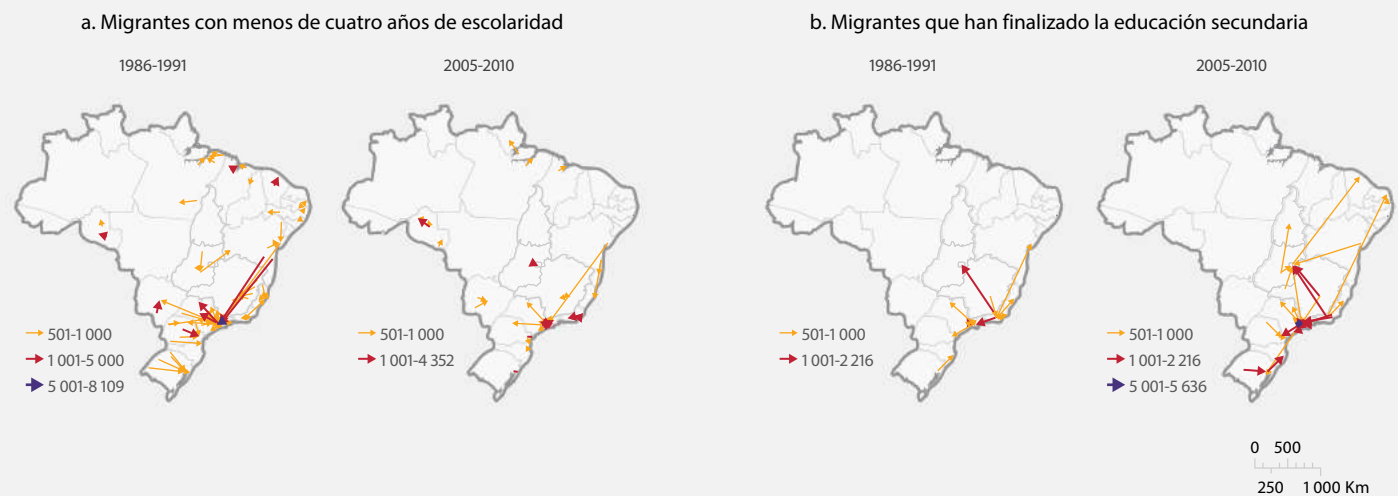 a. Migrantes con menos de cuatro años de escolaridad
1986-1991
2005-2010
501-1 000
1 001-5 000
5 001-8 109
501-1 000
1 001-4 352
b. Migrantes que han finalizado la educación secundaria
1986-1991
2005-2010
501-1 000
1 001-2 216
501-1 000
1 001-2 216
5 001-5 636
0 500
250 1 000 Km